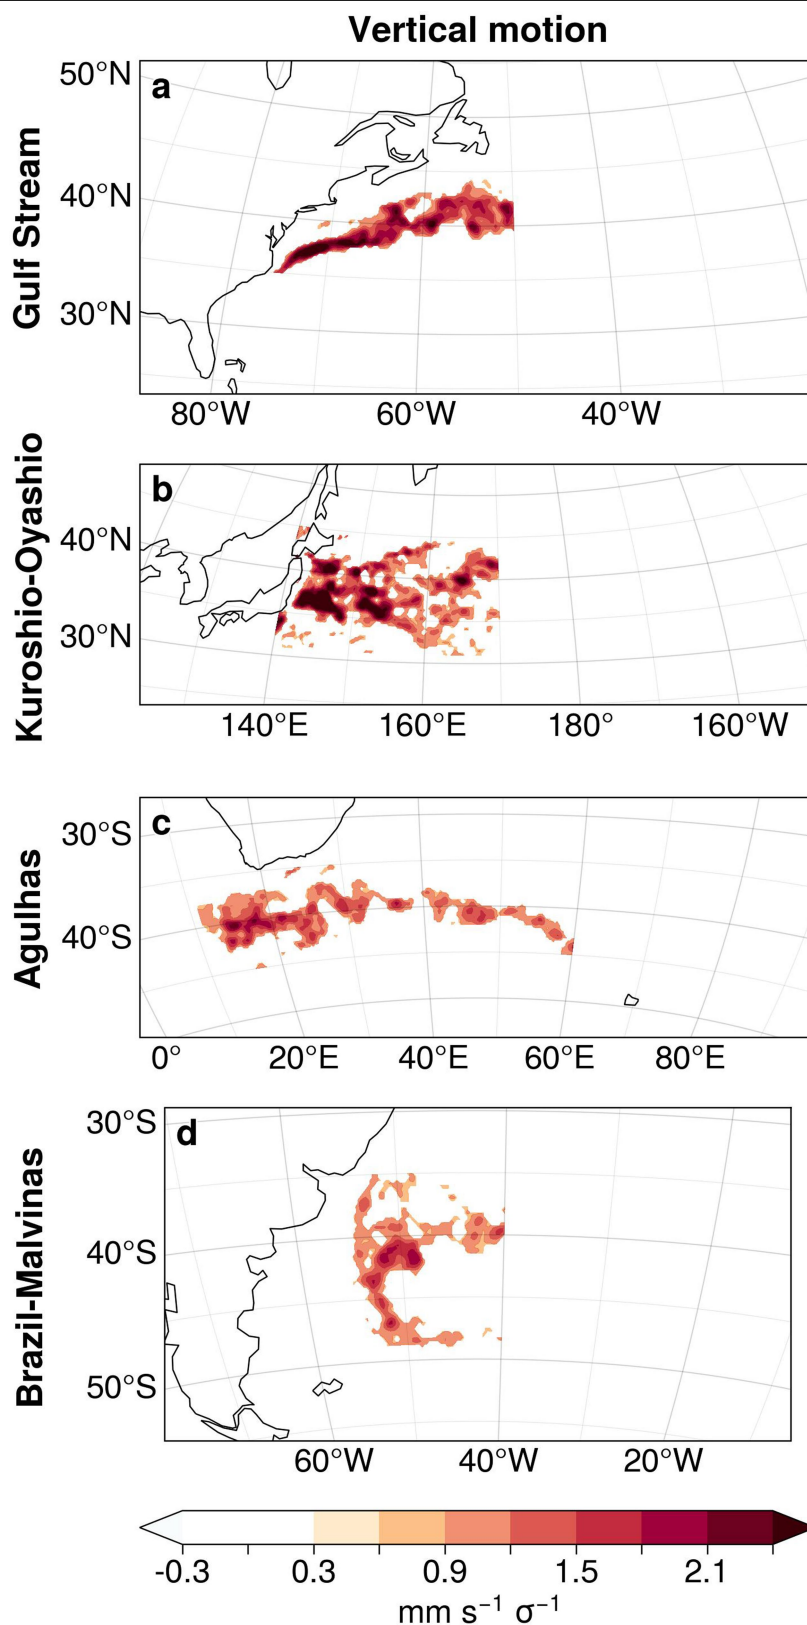 Vertical motion
Gulf Stream
a
50°N
40°N
30°N
80°W 60°W 40°W
Kuroshio-Oyashio
b
40°N
30°N
140°E 160°E 180° 160°W
Agulhas
c
30°S
40°S
0° 20°E 40°E 60°E 80°E
Brazil-Malvinas
d
30°S
40°S
50°S
60°W 40°W 20°W
-0.3 0.3 0.9 1.5 2.1
mm s⁻¹ σ⁻¹